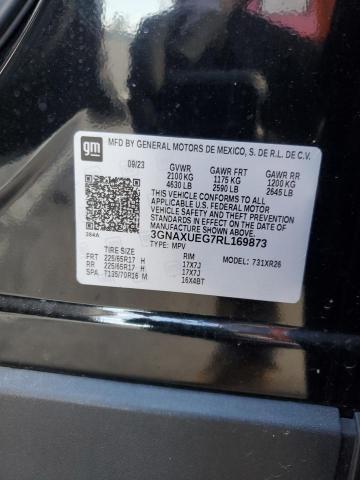 gm
MFD BY GENERAL MOTORS DE MEXICO, S. DE R.L. DE C.V.
09/23 GVWR GAWR FRT GAWR RR
2100 KG 1175 KG 1200 KG
4630 LB 2590 LB 2645 LB
THIS VEHICLE CONFORMS TO ALL
APPLICABLE U.S. FEDERAL MOTOR
VEHICLE SAFETY AND THEFT PREVENTION
STANDARDS IN EFFECT ON THE DATE OF
MANUFACTURE SHOWN ABOVE.
384A 3GNAXUEG7RL169873
TYPE: MPV
TIRE SIZE RIM MODEL: 731XR26
FRT 225/65R17 H 17X7J
RR 225/65R17 H 17X7J
SPA T135/70R16 M 16X4BT